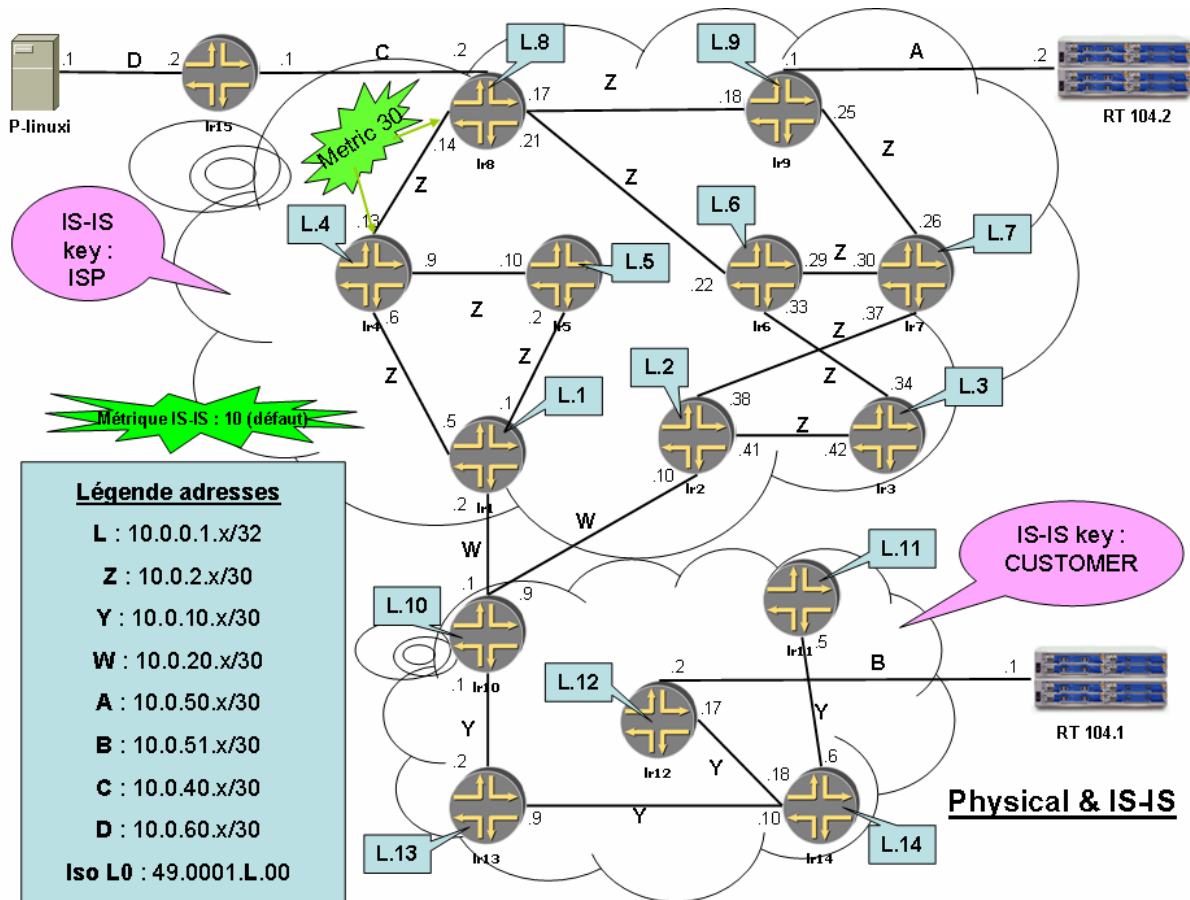 .1
D
.2
.1
C
.2
L.8
L.9
.1
A
.2
P-linuxi
lr15
.17
Z
.18
.25
RT 104.2
Metric 30
.14
.21
lr8
lr9
Z
Z
Z
IS-IS
key :
ISP
L.4
.13
L.6
.26
L.7
.9
.10
L.5
.29
Z
.30
.22
lr4
.6
Z
lr5
.2
.33
.37
lr6
lr7
Z
Z
Z
L.2
Z
.34
L.3
Métrique IS-IS : 10 (défaut)
.1
L.1
.38
.5
Z
.41
.42
.10
lr2
lr3
.2
lr1
Légende adresses
L : 10.0.0.1.x/32
Z : 10.0.2.x/30
Y : 10.0.10.x/30
W : 10.0.20.x/30
A : 10.0.50.x/30
B : 10.0.51.x/30
C : 10.0.40.x/30
D : 10.0.60.x/30
Iso L0 : 49.0001.L.00
W
W
L.11
IS-IS key :
CUSTOMER
.1
.9
L.10
.5
lr11
.1
lr10
L.12
.2
B
.1
.17
Y
RT 104.1
Y
lr12
Y
.2
.18
.6
.9
Y
.10
Physical & IS-IS
L.13
lr13
lr14
L.14